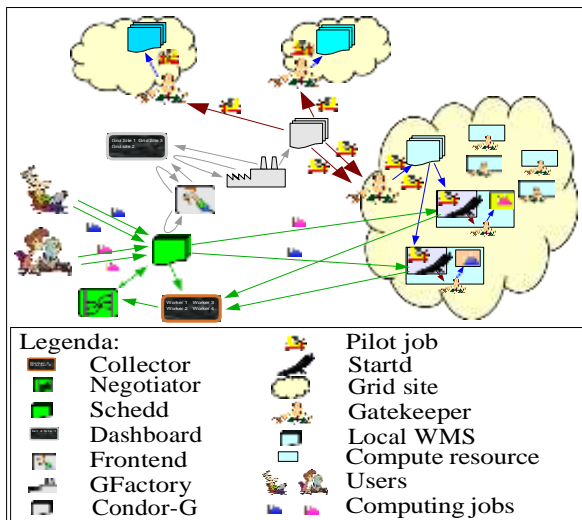 Grid Site 1 Grid Site 3
Grid site 2
Worker 1 Worker 3
Worker 2 Worker 4
Legenda:
Collector
Negotiator
Schedd
Dashboard
Frontend
GFactory
Condor-G
Pilot job
Startd
Grid site
Gatekeeper
Local WMS
Compute resource
Users
Computing jobs